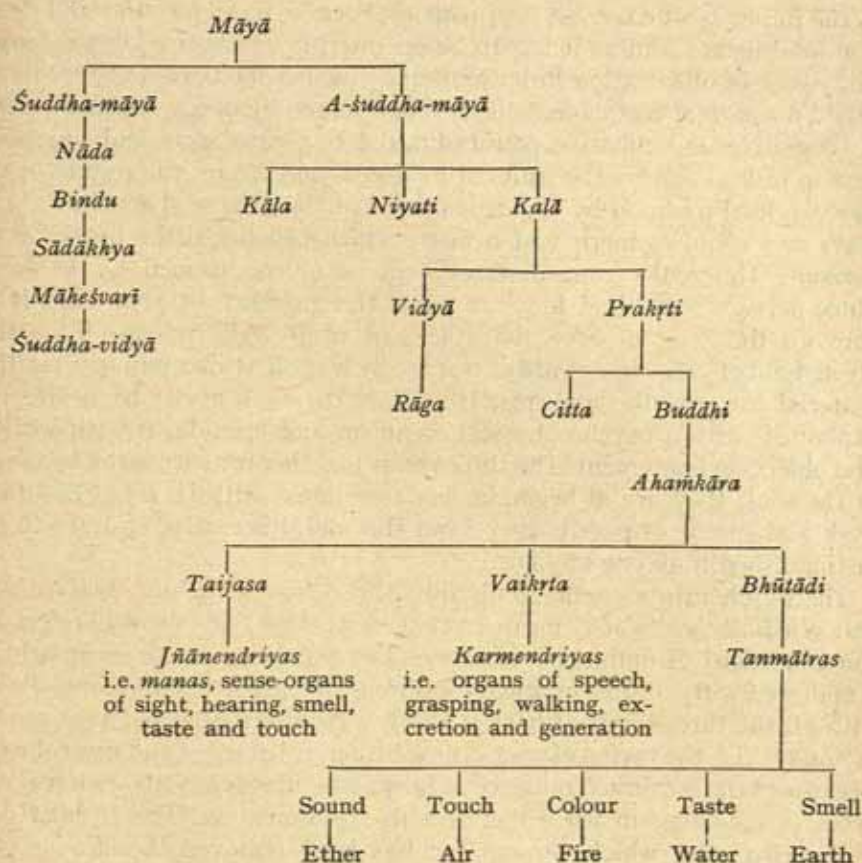 Māyā
Śuddha-māyā A-śuddha-māyā
Nāda
Bindu Kāla Niyati Kalā
Sādākhya
Māheśvarī Vidyā Prakṛti
Śuddha-vidyā
Rāga Citta Buddhi
Ahaṁkāra
Taijasa Vaikṛta Bhūtādi
Jñānendriyas Karmendriyas Tanmātras
i.e. manas, sense-organs i.e. organs of speech,
of sight, hearing, smell, grasping, walking, ex-
taste and touch cretion and generation
Sound Touch Colour Taste Smell
Ether Air Fire Water Earth